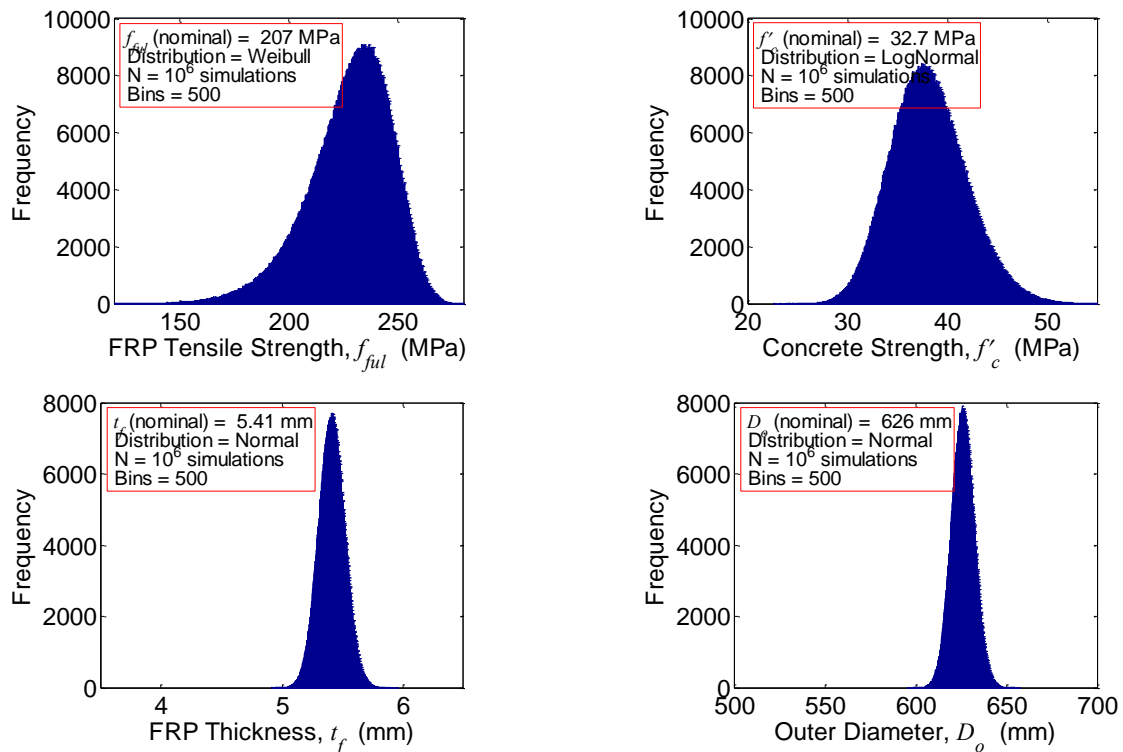 10000
8000
6000
4000
2000
0
Frequency
f_ful (nominal) = 207 MPa
Distribution = Weibull
N = 10^6 simulations
Bins = 500
150 200 250
FRP Tensile Strength, f_ful (MPa)
10000
8000
6000
4000
2000
0
Frequency
f'_c (nominal) = 32.7 MPa
Distribution = LogNormal
N = 10^6 simulations
Bins = 500
20 30 40 50
Concrete Strength, f'_c (MPa)
8000
6000
4000
2000
0
Frequency
t_f (nominal) = 5.41 mm
Distribution = Normal
N = 10^6 simulations
Bins = 500
4 5 6
FRP Thickness, t_f (mm)
8000
6000
4000
2000
0
Frequency
D_o (nominal) = 626 mm
Distribution = Normal
N = 10^6 simulations
Bins = 500
500 550 600 650 700
Outer Diameter, D_o (mm)